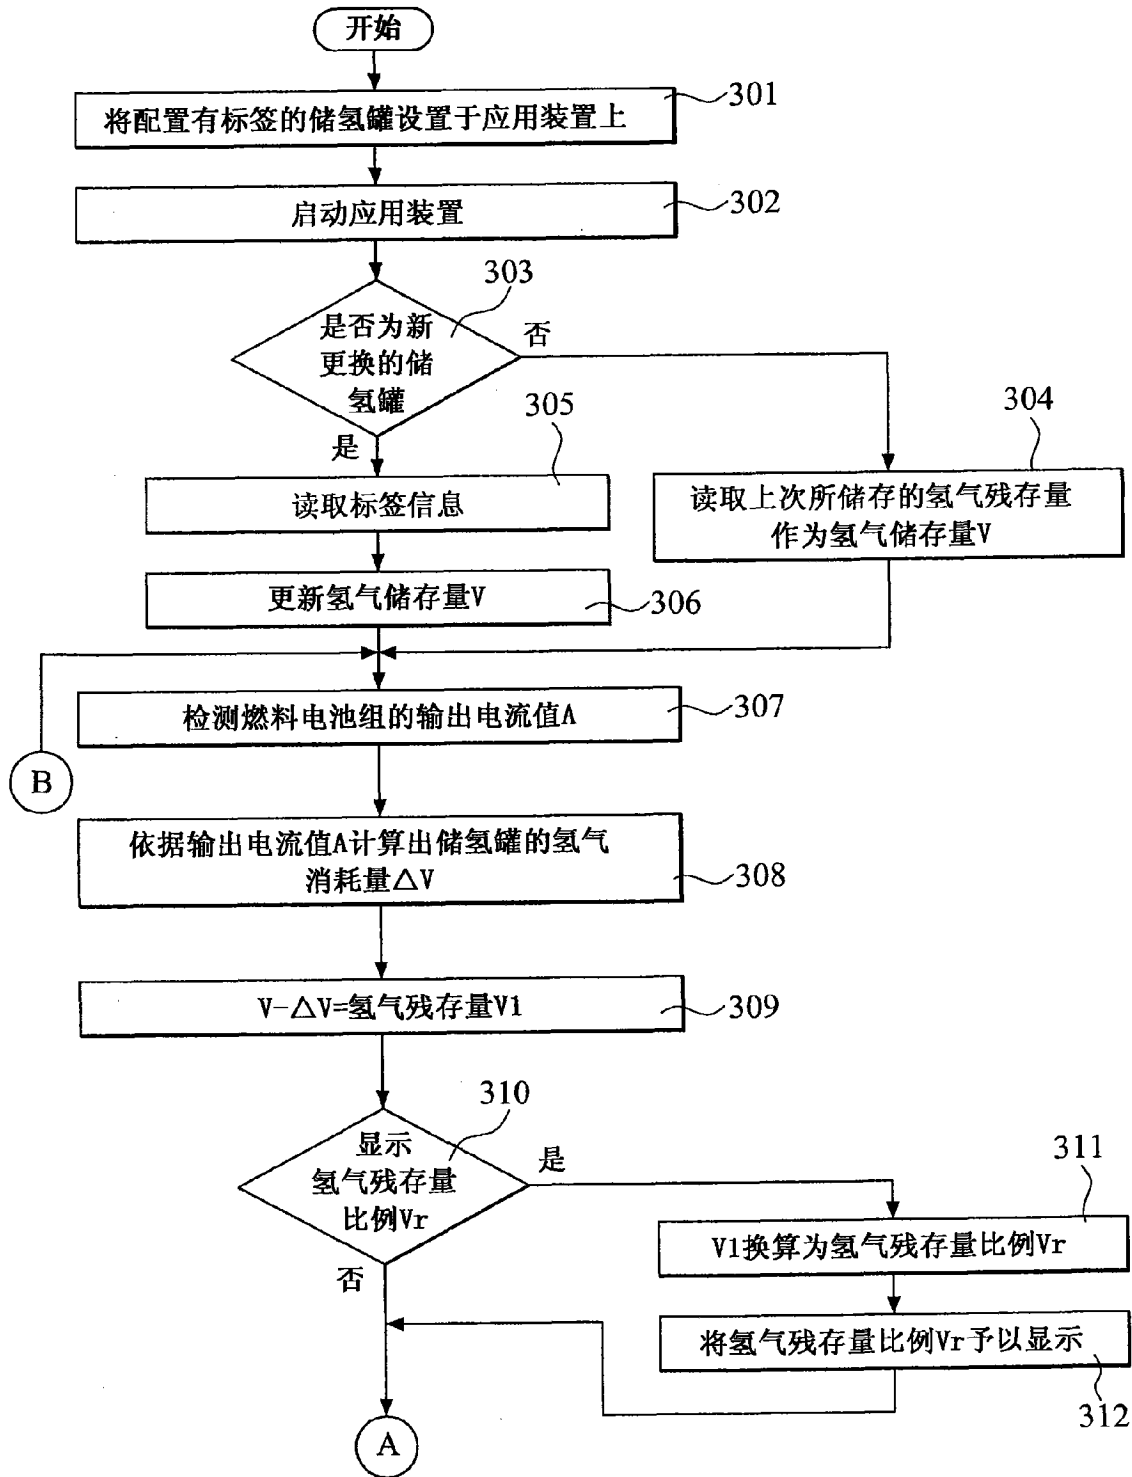 开始
将配置有标签的储氢罐设置于应用装置上
301
启动应用装置
302
303
是否为新
更换的储
氢罐
否
是
305
读取标签信息
304
读取上次所储存的氢气残存量
作为氢气储存量V
更新氢气储存量V
306
检测燃料电池组的输出电流值A
307
B
依据输出电流值A计算出储氢罐的氢气
消耗量△V
308
V-△V=氢气残存量V1
309
310
显示
氢气残存量
比例Vr
是
否
311
V1换算为氢气残存量比例Vr
将氢气残存量比例Vr予以显示
312
A